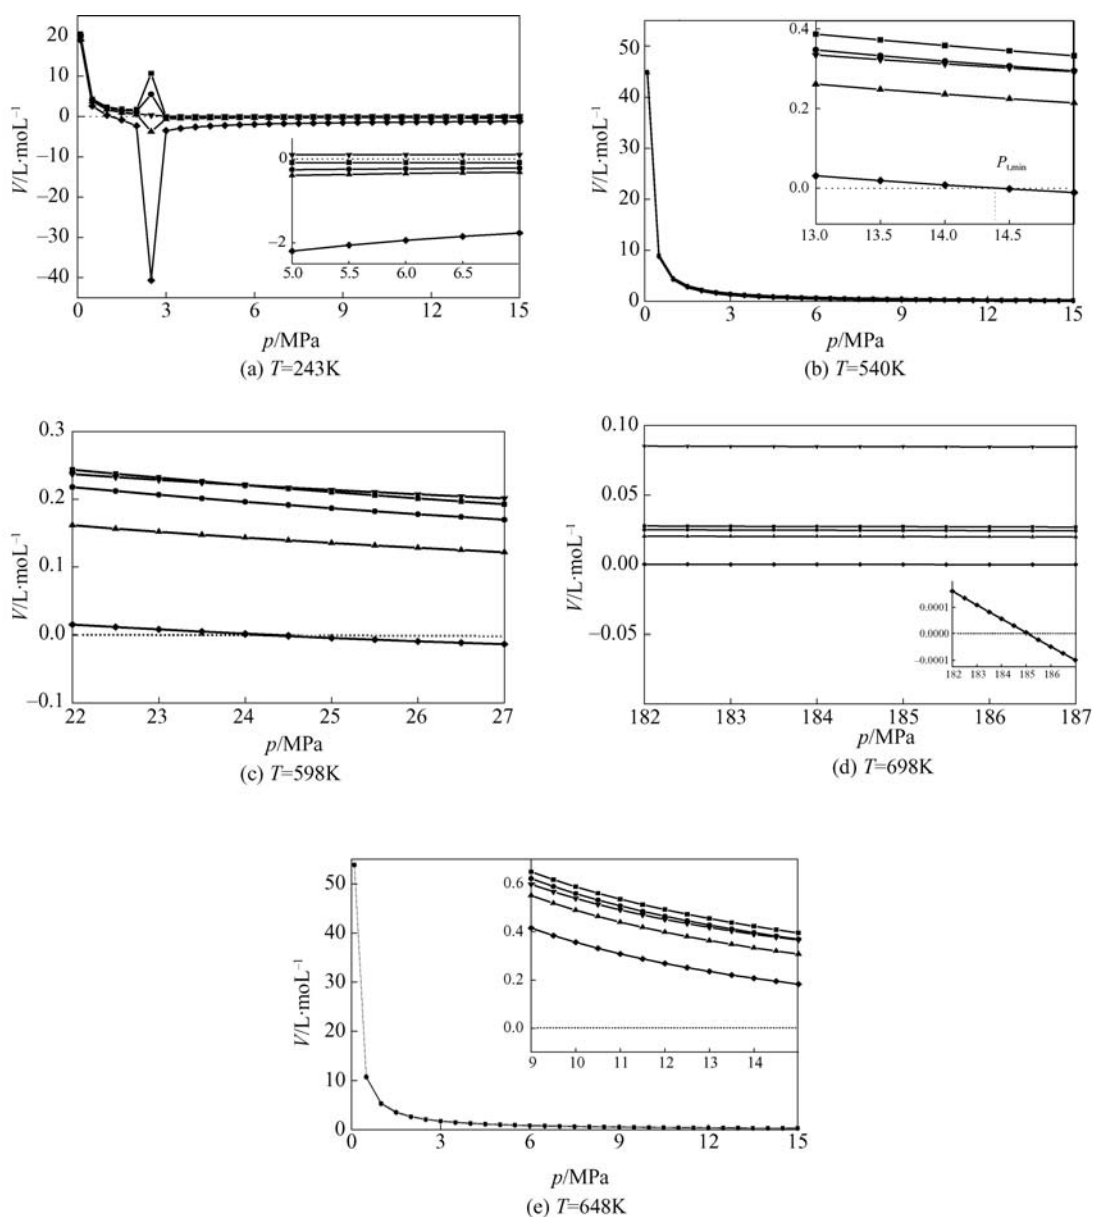 20
10
0
−10
−20
−30
−40
V/L·moL⁻¹
0
−2
5.0 5.5 6.0 6.5
0 3 6 9 12 15
p/MPa
(a) T=243K
50
40
30
20
10
0
V/L·moL⁻¹
0.4
0.2
0.0
Pt,min
13.0 13.5 14.0 14.5
0 3 6 9 12 15
p/MPa
(b) T=540K
0.3
0.2
0.1
0.0
−0.1
V/L·moL⁻¹
22 23 24 25 26 27
p/MPa
(c) T=598K
0.10
0.05
0.00
−0.05
V/L·moL⁻¹
0.0001
0.0000
−0.0001
182 183 184 185 186
182 183 184 185 186 187
p/MPa
(d) T=698K
50
40
30
20
10
0
V/L·moL⁻¹
0.6
0.4
0.2
0.0
9 10 11 12 13 14
0 3 6 9 12 15
p/MPa
(e) T=648K